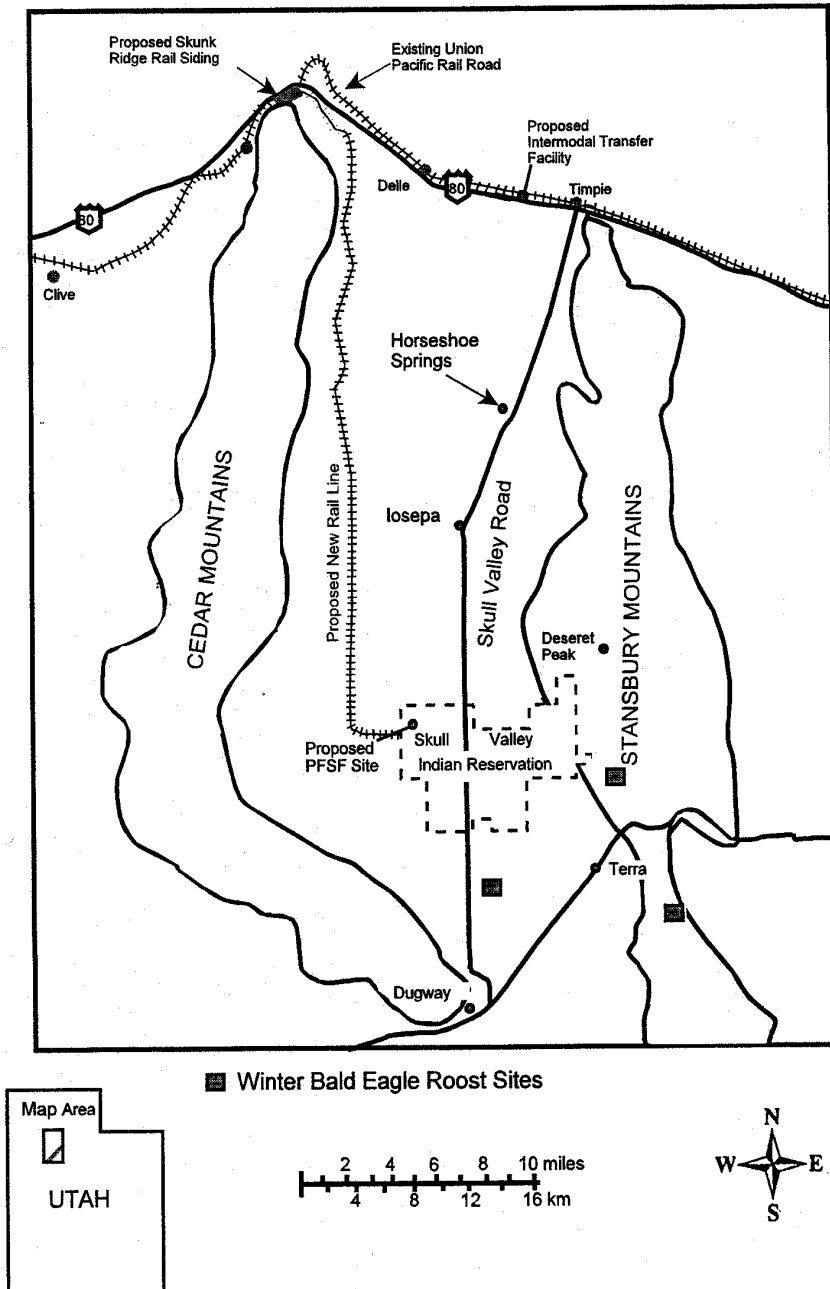 Proposed Skunk
Ridge Rail Siding
Existing Union
Pacific Rail Road
Proposed
Intermodal Transfer
Facility
Delle
80
Timpie
80
Clive
Horseshoe
Springs
Iosepa
CEDAR MOUNTAINS
Proposed New Rail Line
Skull Valley Road
STANSBURY MOUNTAINS
Deseret
Peak
Proposed
PFSF Site
Skull Valley
Indian Reservation
Terra
Dugway
Winter Bald Eagle Roost Sites
Map Area
UTAH
2 4 6 8 10 miles
4 8 12 16 km
N
W E
S